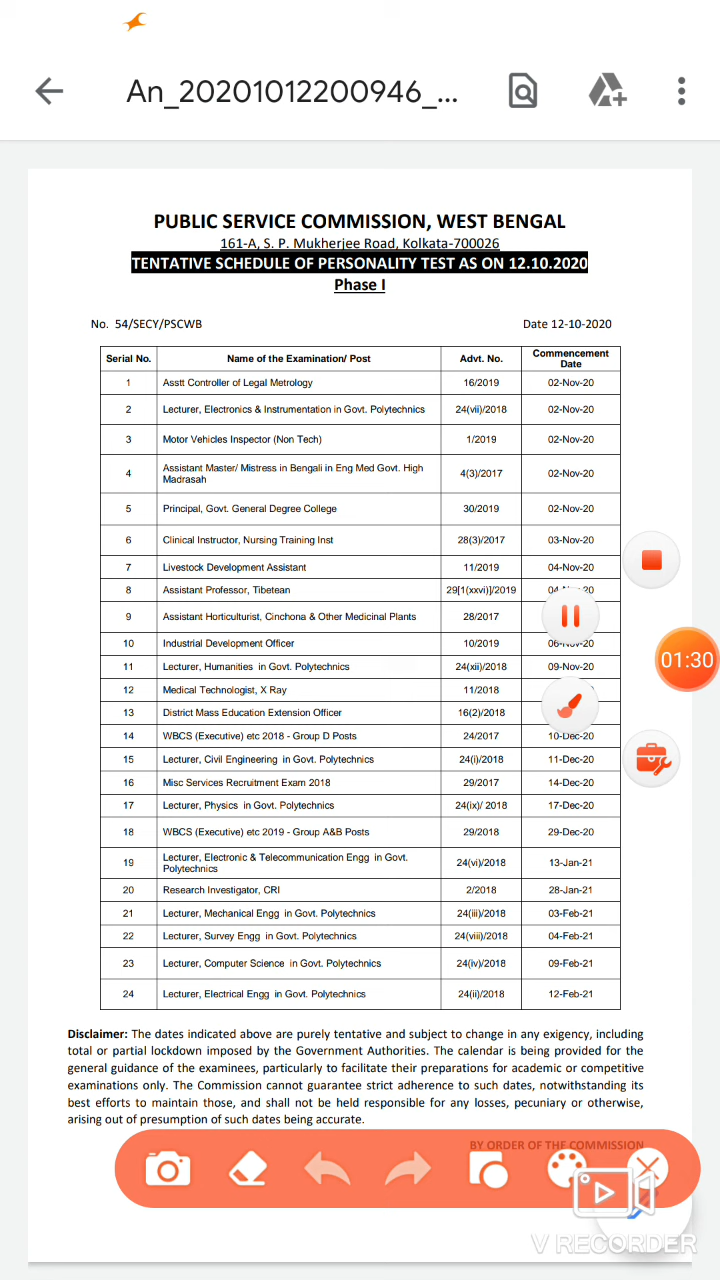 An_20201012200946_...
PUBLIC SERVICE COMMISSION, WEST BENGAL
161-A, S. P. Mukherjee Road, Kolkata-700026
TENTATIVE SCHEDULE OF PERSONALITY TEST AS ON 12.10.2020
Phase I
No. 54/SECY/PSCWB Date 12-10-2020
Serial No. Name of the Examination/ Post Advt. No. Commencement Date
1 Asstt Controller of Legal Metrology 16/2019 02-Nov-20
2 Lecturer, Electronics & Instrumentation in Govt. Polytechnics 24(vii)/2018 02-Nov-20
3 Motor Vehicles Inspector (Non Tech) 1/2019 02-Nov-20
4 Assistant Master/ Mistress in Bengali in Eng Med Govt. High Madrasah 4(3)/2017 02-Nov-20
5 Principal, Govt. General Degree College 30/2019 02-Nov-20
6 Clinical Instructor, Nursing Training Inst 28(3)/2017 03-Nov-20
7 Livestock Development Assistant 11/2019 04-Nov-20
8 Assistant Professor, Tibetean 29[1(xxvi)]/2019 04-Nov-20
9 Assistant Horticulturist, Cinchona & Other Medicinal Plants 28/2017
10 Industrial Development Officer 10/2019 06-Nov-20
11 Lecturer, Humanities in Govt. Polytechnics 24(xii)/2018 09-Nov-20
12 Medical Technologist, X Ray 11/2018
13 District Mass Education Extension Officer 16(2)/2018
14 WBCS (Executive) etc 2018 - Group D Posts 24/2017 10-Dec-20
15 Lecturer, Civil Engineering in Govt. Polytechnics 24(i)/2018 11-Dec-20
16 Misc Services Recruitment Exam 2018 29/2017 14-Dec-20
17 Lecturer, Physics in Govt. Polytechnics 24(ix)/ 2018 17-Dec-20
18 WBCS (Executive) etc 2019 - Group A&B Posts 29/2018 29-Dec-20
19 Lecturer, Electronic & Telecommunication Engg in Govt. Polytechnics 24(vi)/2018 13-Jan-21
20 Research Investigator, CRI 2/2018 28-Jan-21
21 Lecturer, Mechanical Engg in Govt. Polytechnics 24(iii)/2018 03-Feb-21
22 Lecturer, Survey Engg in Govt. Polytechnics 24(viii)/2018 04-Feb-21
23 Lecturer, Computer Science in Govt. Polytechnics 24(iv)/2018 09-Feb-21
24 Lecturer, Electrical Engg in Govt. Polytechnics 24(ii)/2018 12-Feb-21
01:30
Disclaimer: The dates indicated above are purely tentative and subject to change in any exigency, including
total or partial lockdown imposed by the Government Authorities. The calendar is being provided for the
general guidance of the examinees, particularly to facilitate their preparations for academic or competitive
examinations only. The Commission cannot guarantee strict adherence to such dates, notwithstanding its
best efforts to maintain those, and shall not be held responsible for any losses, pecuniary or otherwise,
arising out of presumption of such dates being accurate.
BY ORDER OF THE COMMISSION
V RECORDER